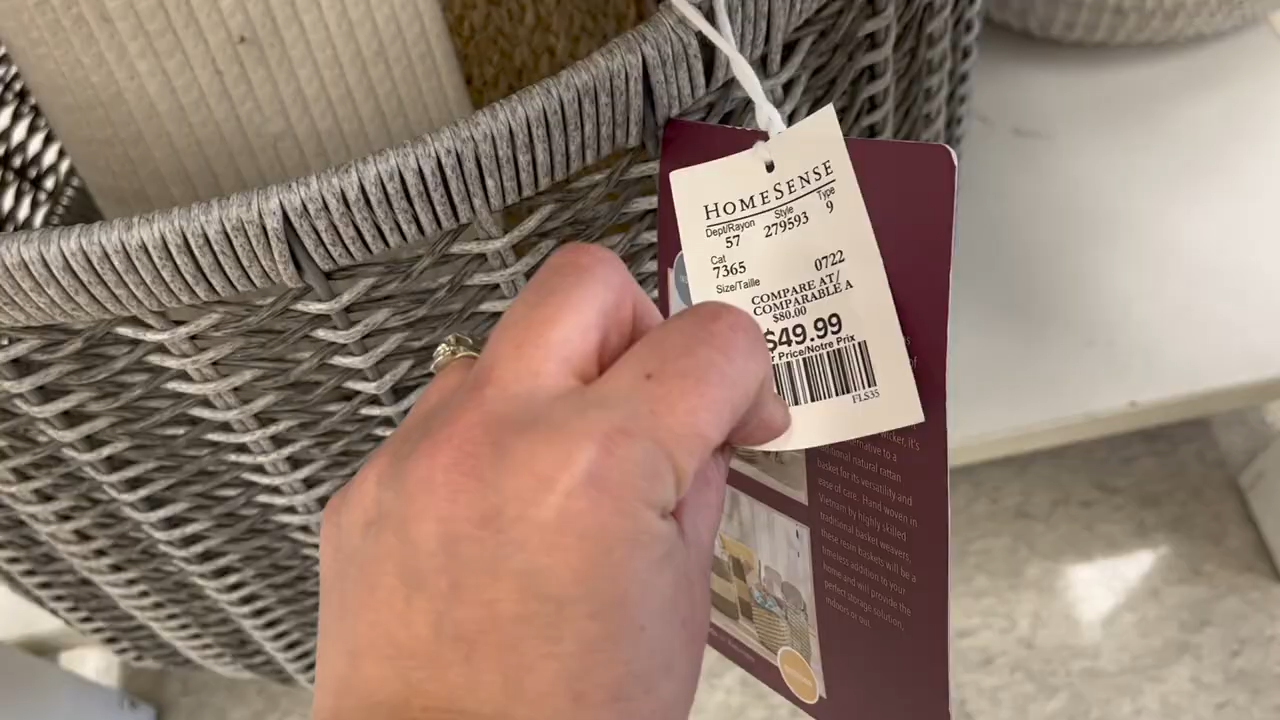 HOMESENSE
Dept/Rayon Style Type
57 279593 9
Cat
7365 0722
Size/Taille
COMPARE AT/
COMPARABLE A
$80.00
$49.99
Price/Notre Prix
FLS35
wicker, it's
to a
natural rattan
basket for its versatility and
ease of care. Hand woven in
Vietnam by highly skilled
traditional basket weavers,
these resin baskets will be a
timeless addition to your
home and will provide the
perfect storage solution,
indoors or out.